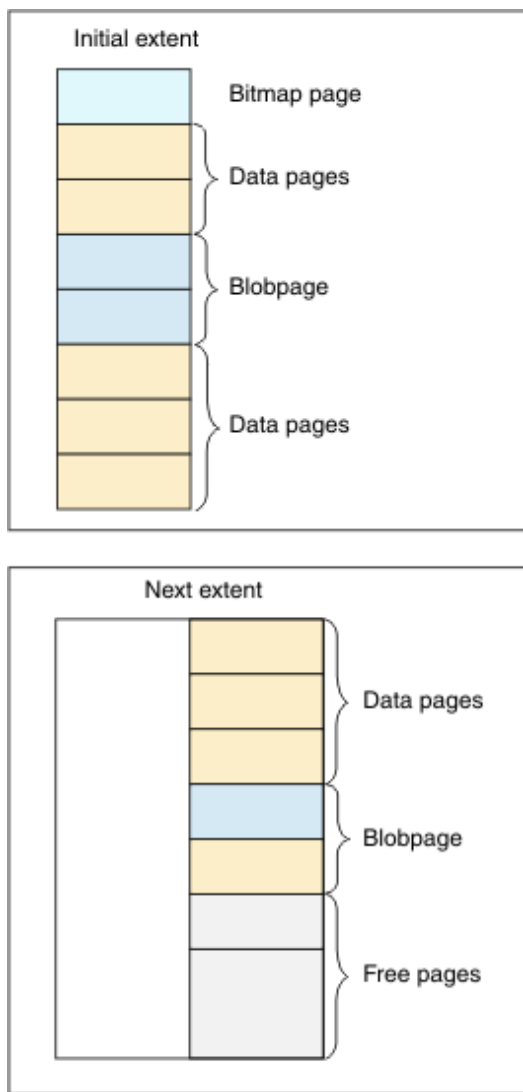 Initial extent
Bitmap page
Data pages
Blobpage
Data pages
Next extent
Data pages
Blobpage
Free pages